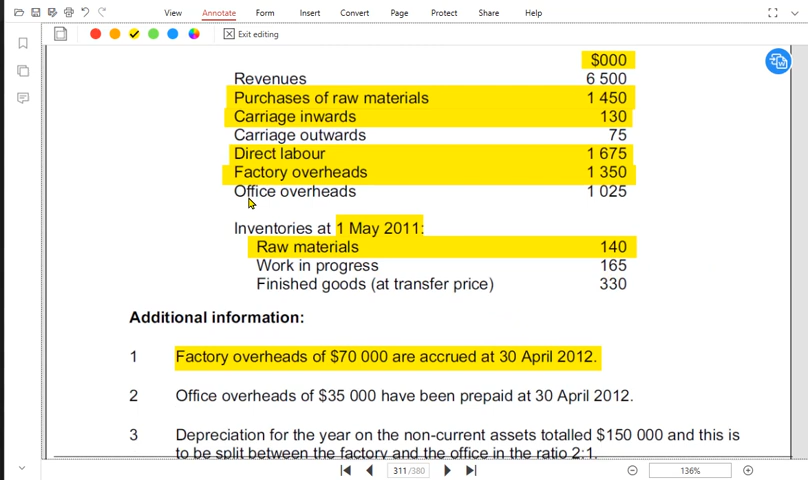 View Annotate Form Insert Convert Page Protect Share Help
Exit editing
$000
Revenues 6 500
Purchases of raw materials 1 450
Carriage inwards 130
Carriage outwards 75
Direct labour 1 675
Factory overheads 1 350
Office overheads 1 025
Inventories at 1 May 2011:
Raw materials 140
Work in progress 165
Finished goods (at transfer price) 330
Additional information:
1 Factory overheads of $70 000 are accrued at 30 April 2012.
2 Office overheads of $35 000 have been prepaid at 30 April 2012.
3 Depreciation for the year on the non-current assets totalled $150 000 and this is
to be split between the factory and the office in the ratio 2:1.
311/380 136%